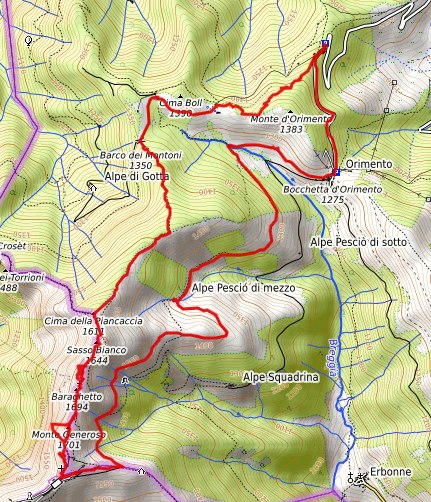 Cima Boll
1390
Monte d'Orimento
1383
Barco dei Montoni
1350
Alpe di Gotta
Orimento
Bocchetta d'Orimento
1275
Crosèt
Alpe Pesciò di sotto
ei Torrioni
488
Alpe Pesciò di mezzo
Cima della Piancaccia
1611
Sasso Bianco
1644
Breggia
Alpe Squadrina
Baraghetto
1694
Monte Generoso
1701
Erbonne